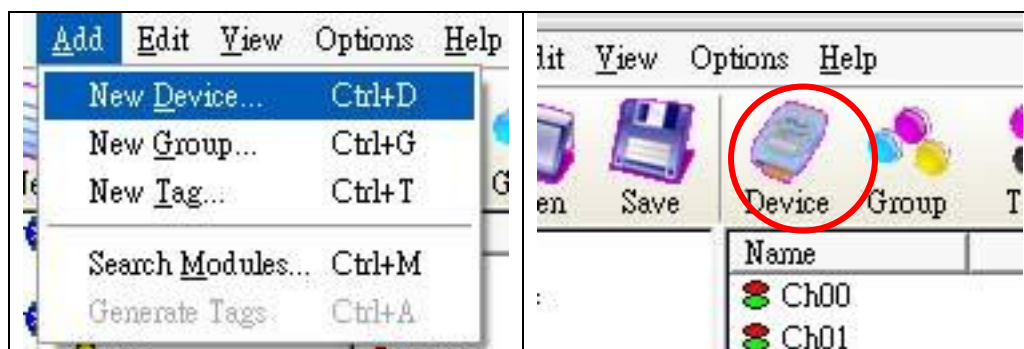 Add Edit View Options Help
New Device... Ctrl+D
New Group... Ctrl+G
New Tag... Ctrl+T
Search Modules... Ctrl+M
Generate Tags Ctrl+A
View Options Help
Save Device Group
Name
Ch00
Ch01